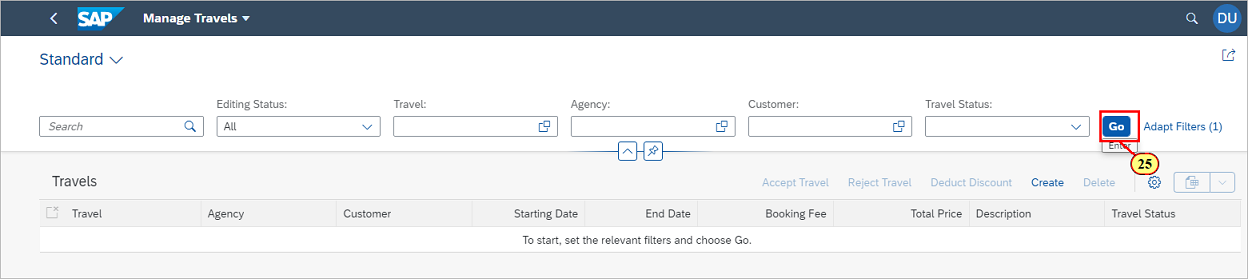 SAP Manage Travels DU
Standard
Editing Status: Travel: Agency: Customer: Travel Status:
Search All Go Adapt Filters (1)
Enter
25
Travels Accept Travel Reject Travel Deduct Discount Create Delete
Travel Agency Customer Starting Date End Date Booking Fee Total Price Description Travel Status
To start, set the relevant filters and choose Go.